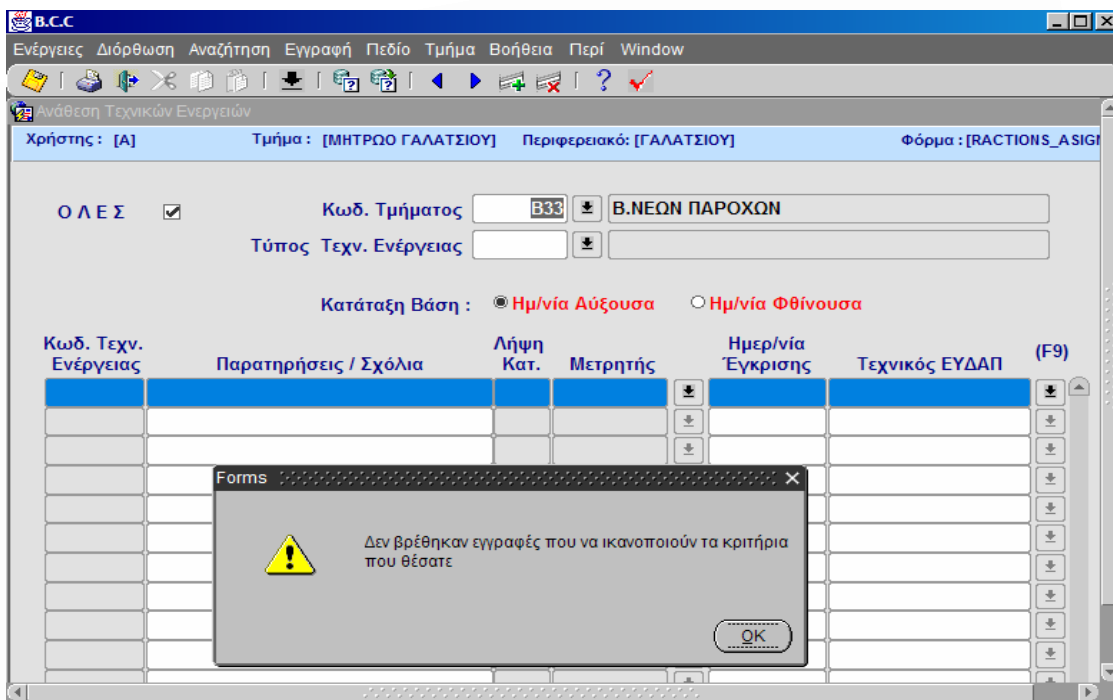 B.C.C
Ενέργειες Διόρθωση Αναζήτηση Εγγραφή Πεδίο Τμήμα Βοήθεια Περί Window
Ανάθεση Τεχνικών Ενεργειών
Χρήστης : [Α] Τμήμα : [ΜΗΤΡΩΟ ΓΑΛΑΤΣΙΟΥ] Περιφερειακό: [ΓΑΛΑΤΣΙΟΥ] Φόρμα : [RACTIONS_ASIGN
Ο Λ Ε Σ Κωδ. Τμήματος B33 Β.ΝΕΩΝ ΠΑΡΟΧΩΝ
Τύπος Τεχν. Ενέργειας
Κατάταξη Βάση : Ημ/νία Αύξουσα Ημ/νία Φθίνουσα
Κωδ. Τεχν. Λήψη Ημερ/νία
Ενέργειας Παρατηρήσεις / Σχόλια Κατ. Μετρητής Έγκρισης Τεχνικός ΕΥΔΑΠ (F9)
Forms
Δεν βρέθηκαν εγγραφές που να ικανοποιούν τα κριτήρια
που θέσατε
OK